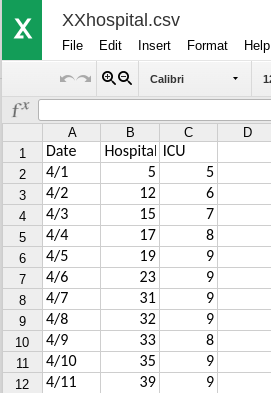 X
XXhospital.csv
File Edit Insert Format Help
Calibri 12
fx
A B C D
1 Date Hospital ICU
2 4/1 5 5
3 4/2 12 6
4 4/3 15 7
5 4/4 17 8
6 4/5 19 9
7 4/6 23 9
8 4/7 31 9
9 4/8 32 9
10 4/9 33 8
11 4/10 35 9
12 4/11 39 9